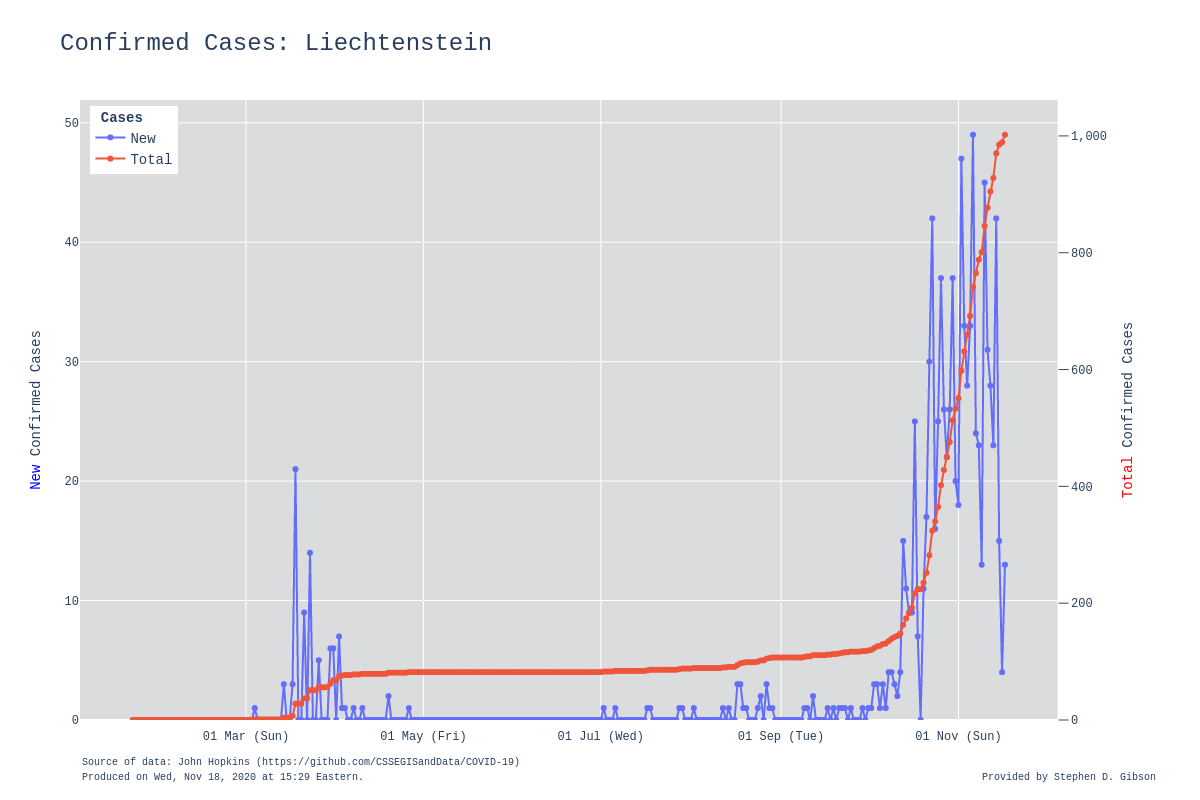 Confirmed Cases: Liechtenstein
Cases
New
Total
50
40
30
20
10
0
1,000
800
600
400
200
0
New Confirmed Cases
Total Confirmed Cases
01 Mar (Sun)
01 May (Fri)
01 Jul (Wed)
01 Sep (Tue)
01 Nov (Sun)
Source of data: John Hopkins (https://github.com/CSSEGISandData/COVID-19)
Produced on Wed, Nov 18, 2020 at 15:29 Eastern.
Provided by Stephen D. Gibson